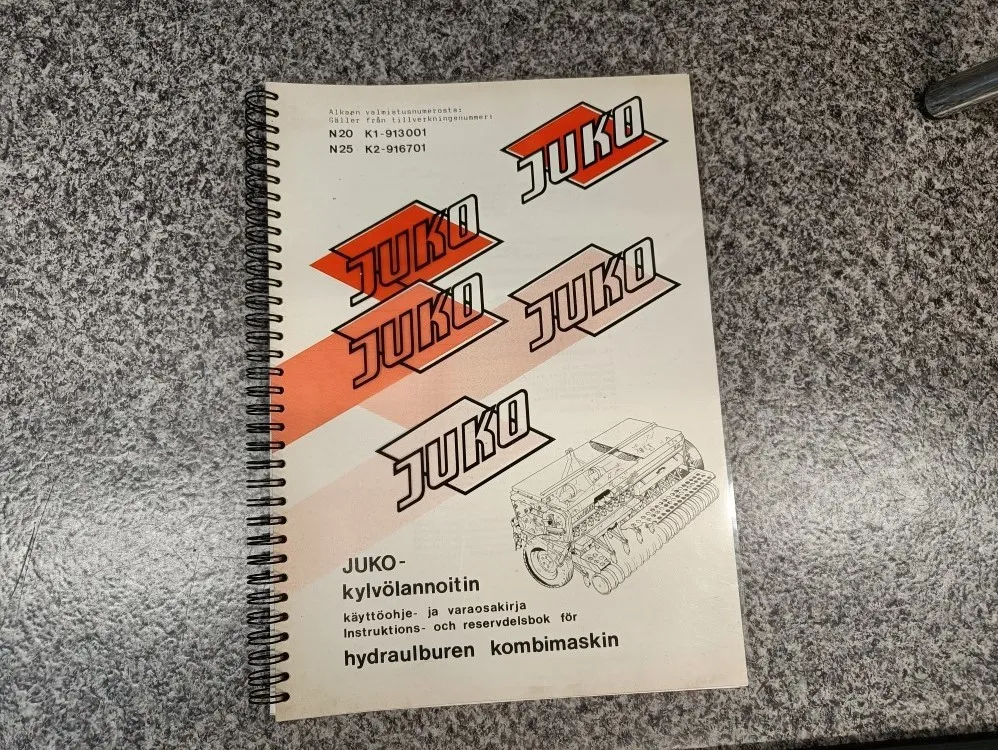 Alkaen valmistusnumerosta:
Gäller från tillverkningsnummer:
N20 K1-913001
N25 K2-916701
JUKO
JUKO
JUKO
JUKO
JUKO
JUKO-
kylvölannoitin
käyttöohje- ja varaosakirja
Instruktions- och reservdelsbok för
hydraulburen kombimaskin